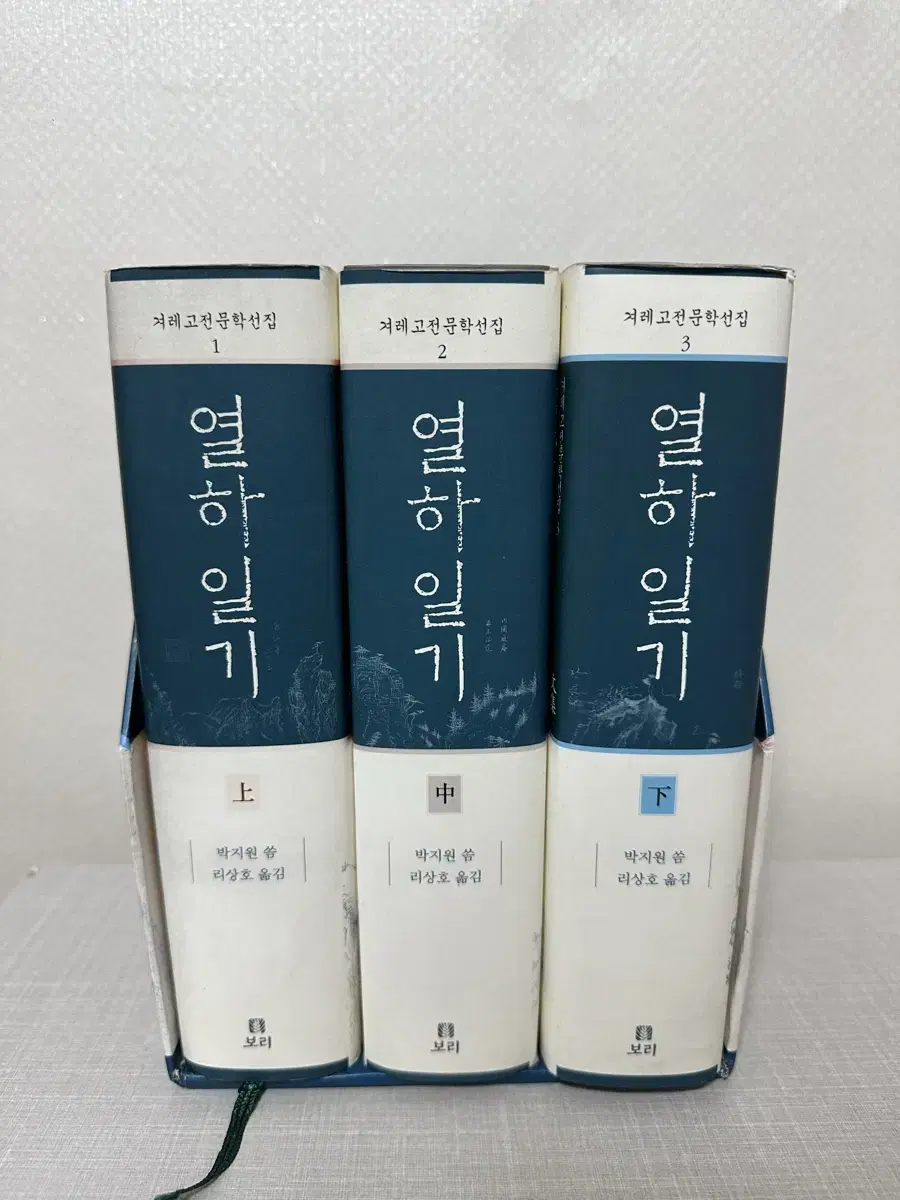 겨레고전문학선집
1
열하일기
上
박지원 씀
리상호 옮김
보리
겨레고전문학선집
2
열하일기
中
박지원 씀
리상호 옮김
보리
겨레고전문학선집
3
열하일기
下
박지원 씀
리상호 옮김
보리